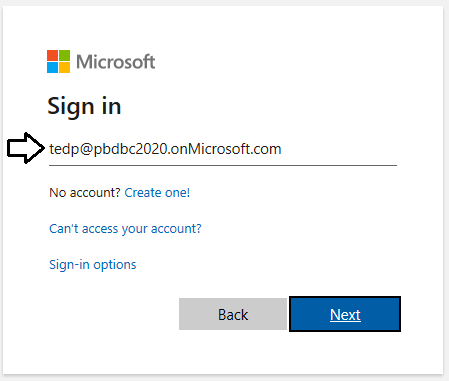 Microsoft
Sign in
tedp@pbdbc2020.onMicrosoft.com
No account? Create one!
Can't access your account?
Sign-in options
Back Next